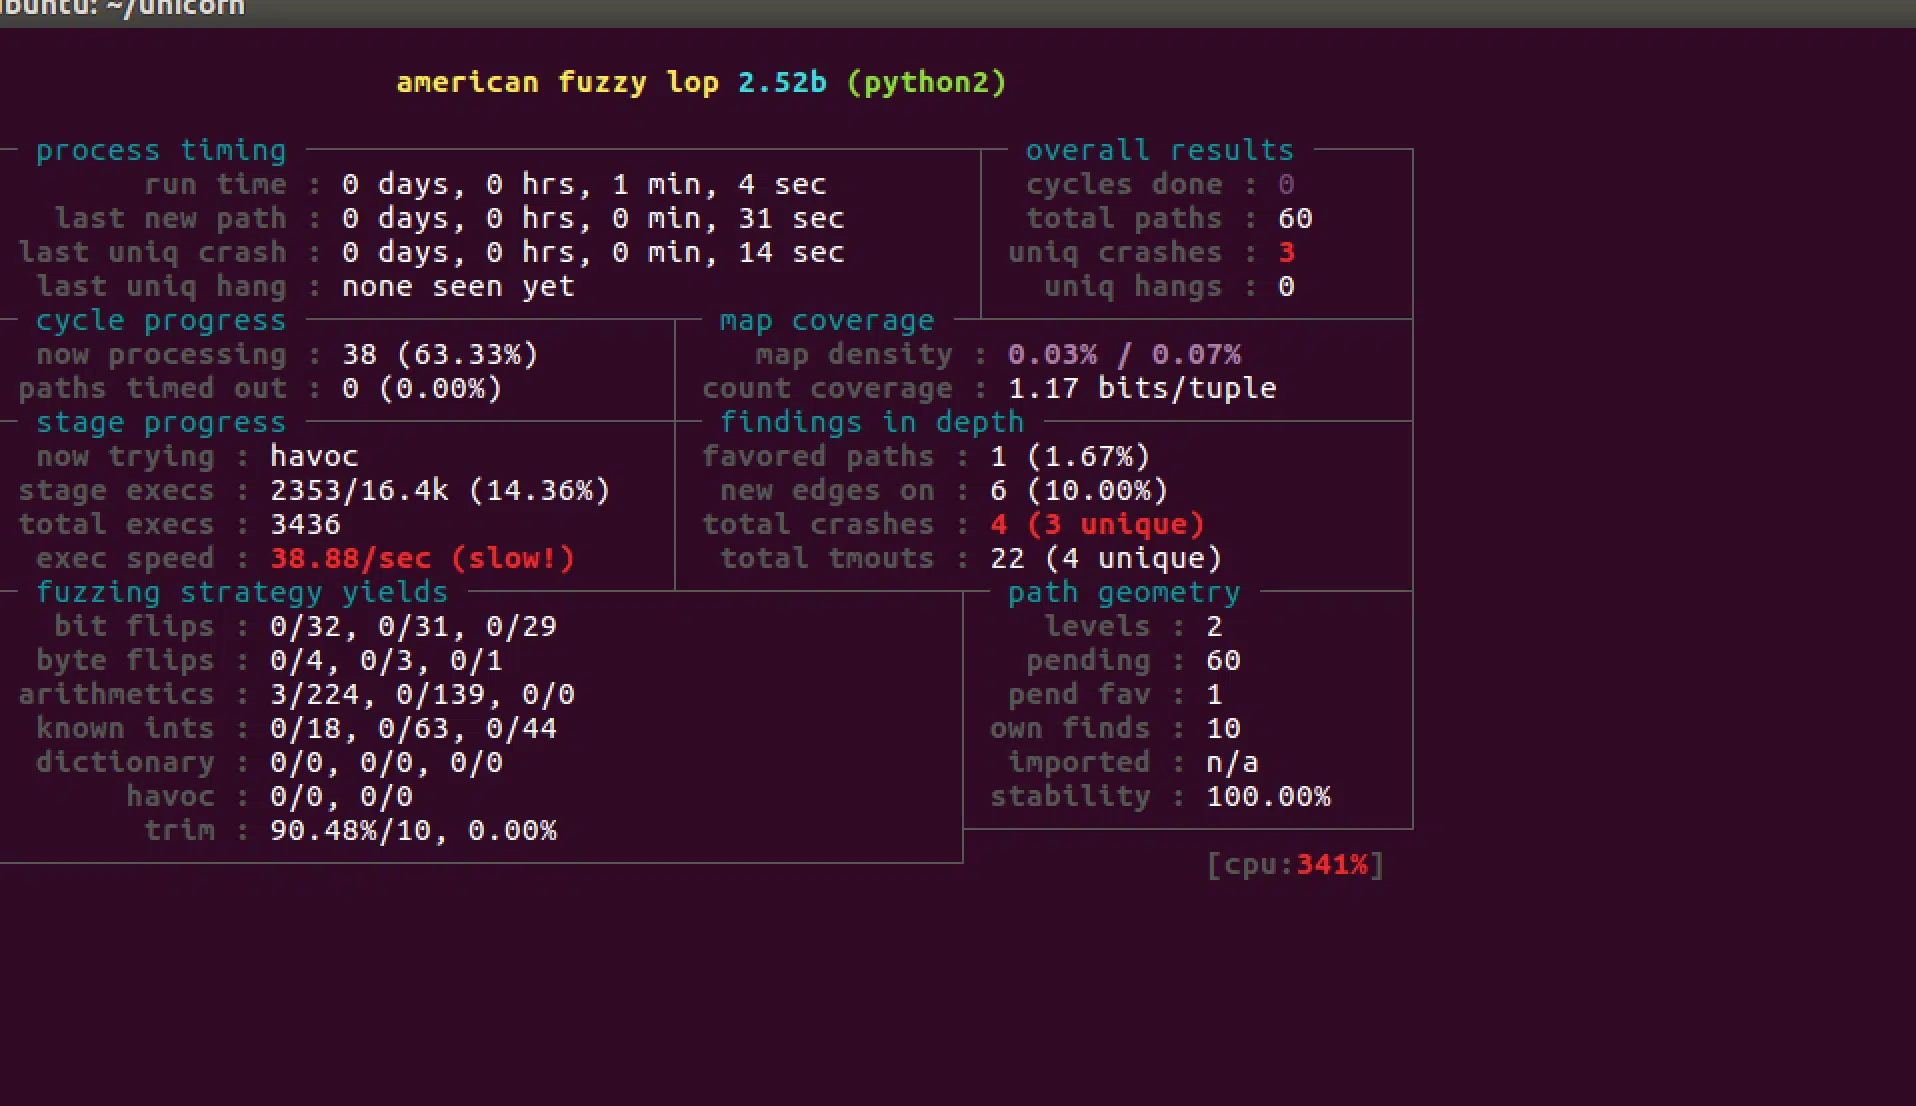 ubuntu: ~/unicorn
american fuzzy lop 2.52b (python2)
process timing
run time : 0 days, 0 hrs, 1 min, 4 sec
last new path : 0 days, 0 hrs, 0 min, 31 sec
last uniq crash : 0 days, 0 hrs, 0 min, 14 sec
last uniq hang : none seen yet
overall results
cycles done : 0
total paths : 60
uniq crashes : 3
uniq hangs : 0
cycle progress
now processing : 38 (63.33%)
paths timed out : 0 (0.00%)
map coverage
map density : 0.03% / 0.07%
count coverage : 1.17 bits/tuple
stage progress
now trying : havoc
stage execs : 2353/16.4k (14.36%)
total execs : 3436
exec speed : 38.88/sec (slow!)
findings in depth
favored paths : 1 (1.67%)
new edges on : 6 (10.00%)
total crashes : 4 (3 unique)
total tmouts : 22 (4 unique)
fuzzing strategy yields
bit flips : 0/32, 0/31, 0/29
byte flips : 0/4, 0/3, 0/1
arithmetics : 3/224, 0/139, 0/0
known ints : 0/18, 0/63, 0/44
dictionary : 0/0, 0/0, 0/0
havoc : 0/0, 0/0
trim : 90.48%/10, 0.00%
path geometry
levels : 2
pending : 60
pend fav : 1
own finds : 10
imported : n/a
stability : 100.00%
[cpu:341%]